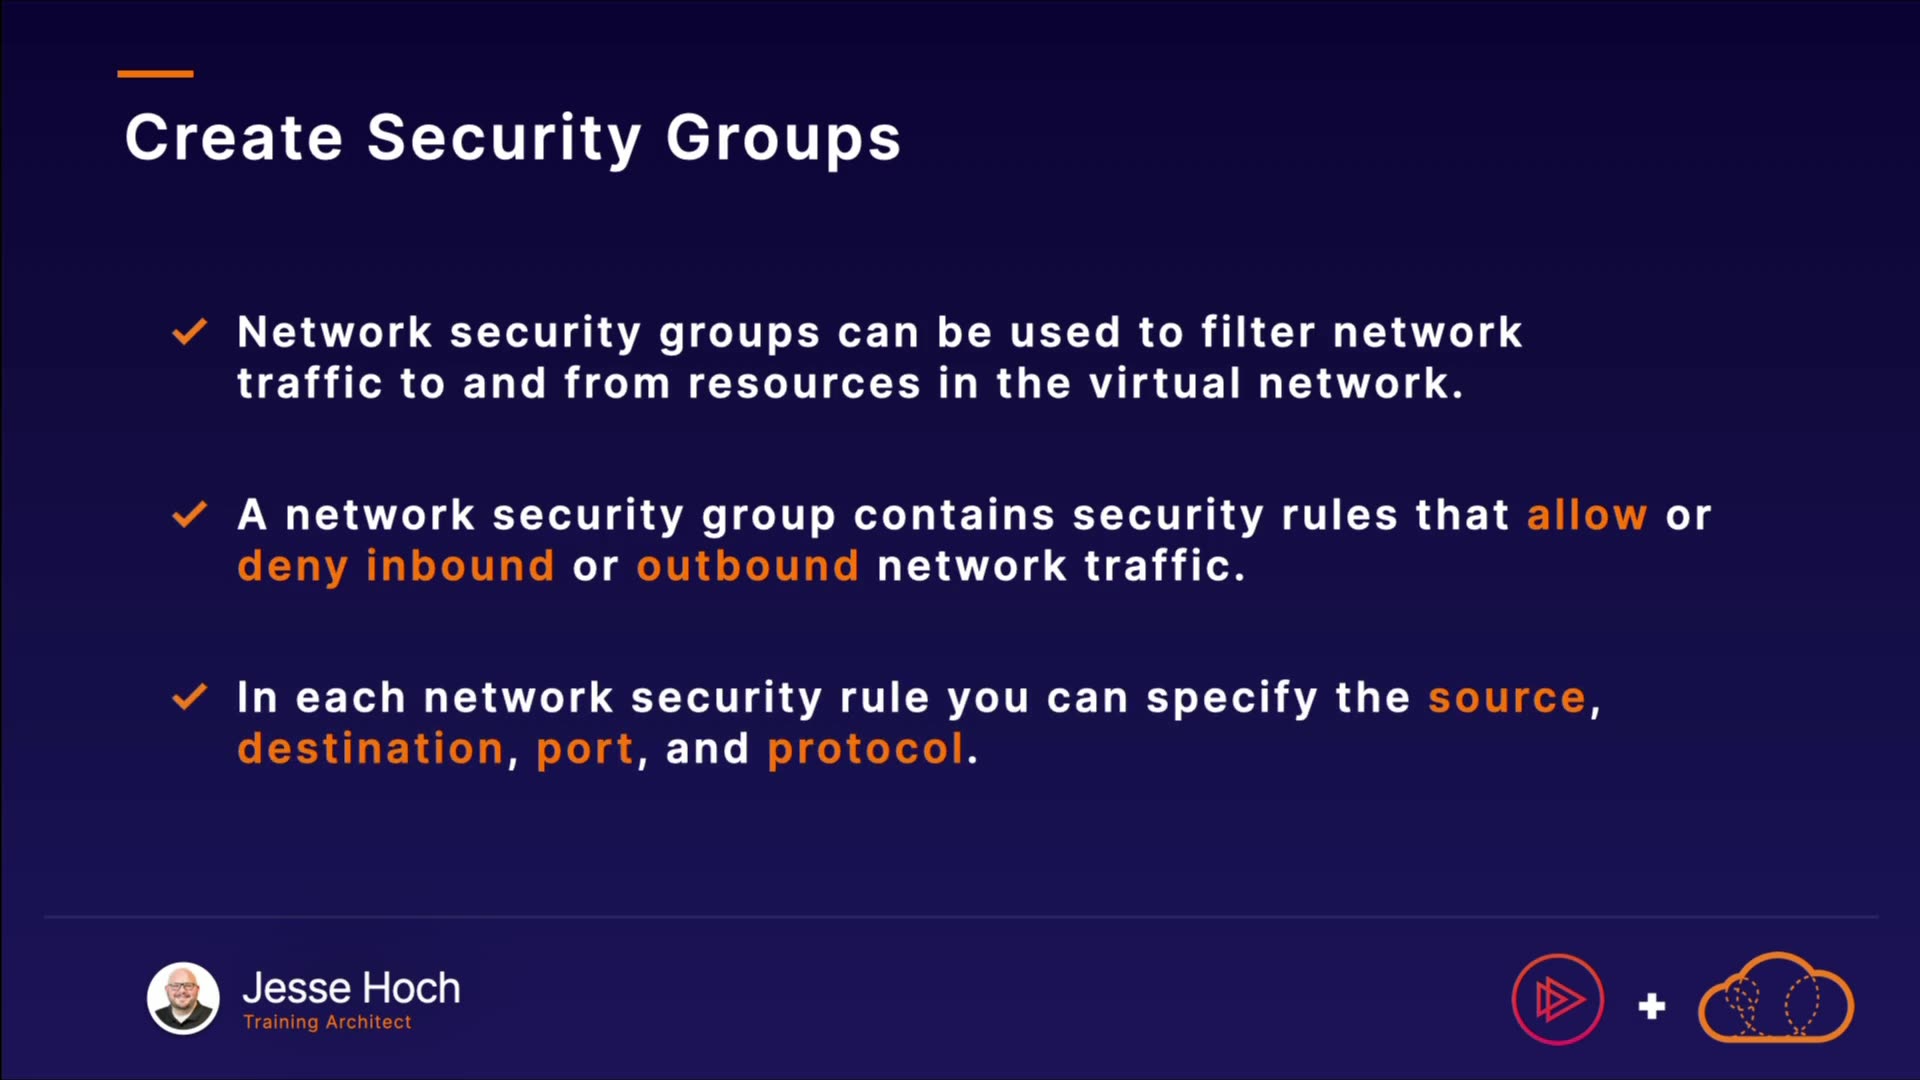 Create Security Groups
Network security groups can be used to filter network
traffic to and from resources in the virtual network.
A network security group contains security rules that allow or
deny inbound or outbound network traffic.
In each network security rule you can specify the source,
destination, port, and protocol.
Jesse Hoch
Training Architect